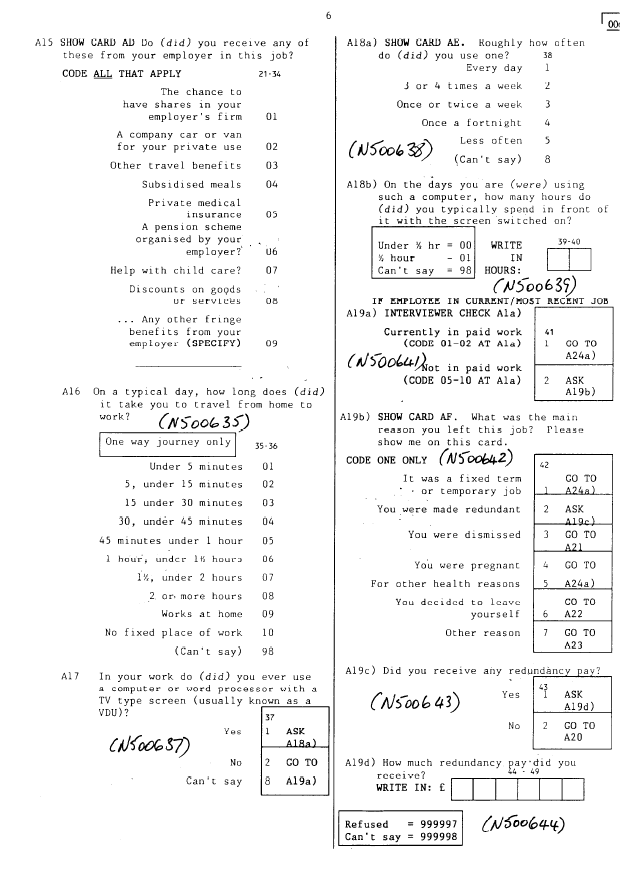 6
00
A15 SHOW CARD AD Do (did) you receive any of
these from your employer in this job?
CODE ALL THAT APPLY 21-34
The chance to
have shares in your
employer's firm 01
A company car or van
for your private use 02
Other travel benefits 03
Subsidised meals 04
Private medical
insurance 05
A pension scheme
organised by your
employer? 06
Help with child care? 07
Discounts on goods
or services 08
... Any other fringe
benefits from your
employer (SPECIFY) 09
A16 On a typical day, how long does (did)
it take you to travel from home to
work? (N500635)
One way journey only 35-36
Under 5 minutes 01
5, under 15 minutes 02
15 under 30 minutes 03
30, under 45 minutes 04
45 minutes under 1 hour 05
1 hour, under 1½ hours 06
1½, under 2 hours 07
2 or more hours 08
Works at home 09
No fixed place of work 10
(Can't say) 98
A17 In your work do (did) you ever use
a computer or word processor with a
TV type screen (usually known as a
VDU)?
37
Yes 1 ASK
A18a)
(N500637)
No 2 GO TO
Can't say 8 A19a)
A18a) SHOW CARD AE. Roughly how often
do (did) you use one? 38
Every day 1
3 or 4 times a week 2
Once or twice a week 3
Once a fortnight 4
Less often 5
(N500638)
(Can't say) 8
A18b) On the days you are (were) using
such a computer, how many hours do
(did) you typically spend in front of
it with the screen switched on?
39-40
Under ½ hr = 00 WRITE
½ hour - 01 IN
Can't say = 98 HOURS:
(N500639)
IF EMPLOYEE IN CURRENT/MOST RECENT JOB
A19a) INTERVIEWER CHECK A1a)
41
Currently in paid work
(CODE 01-02 AT A1a) 1 GO TO
A24a)
(N500641)
Not in paid work
(CODE 05-10 AT A1a) 2 ASK
A19b)
A19b) SHOW CARD AF. What was the main
reason you left this job? Please
show me on this card.
CODE ONE ONLY (N500642)
42
It was a fixed term GO TO
or temporary job 1 A24a)
You were made redundant 2 ASK
A19c)
You were dismissed 3 GO TO
A21
You were pregnant 4 GO TO
For other health reasons 5 A24a)
You decided to leave GO TO
yourself 6 A22
Other reason 7 GO TO
A23
A19c) Did you receive any redundancy pay?
43
Yes 1 ASK
A19d)
(N500643)
No 2 GO TO
A20
A19d) How much redundancy pay did you
receive? 44 - 49
WRITE IN: £
Refused = 999997
Can't say = 999998
(N500644)